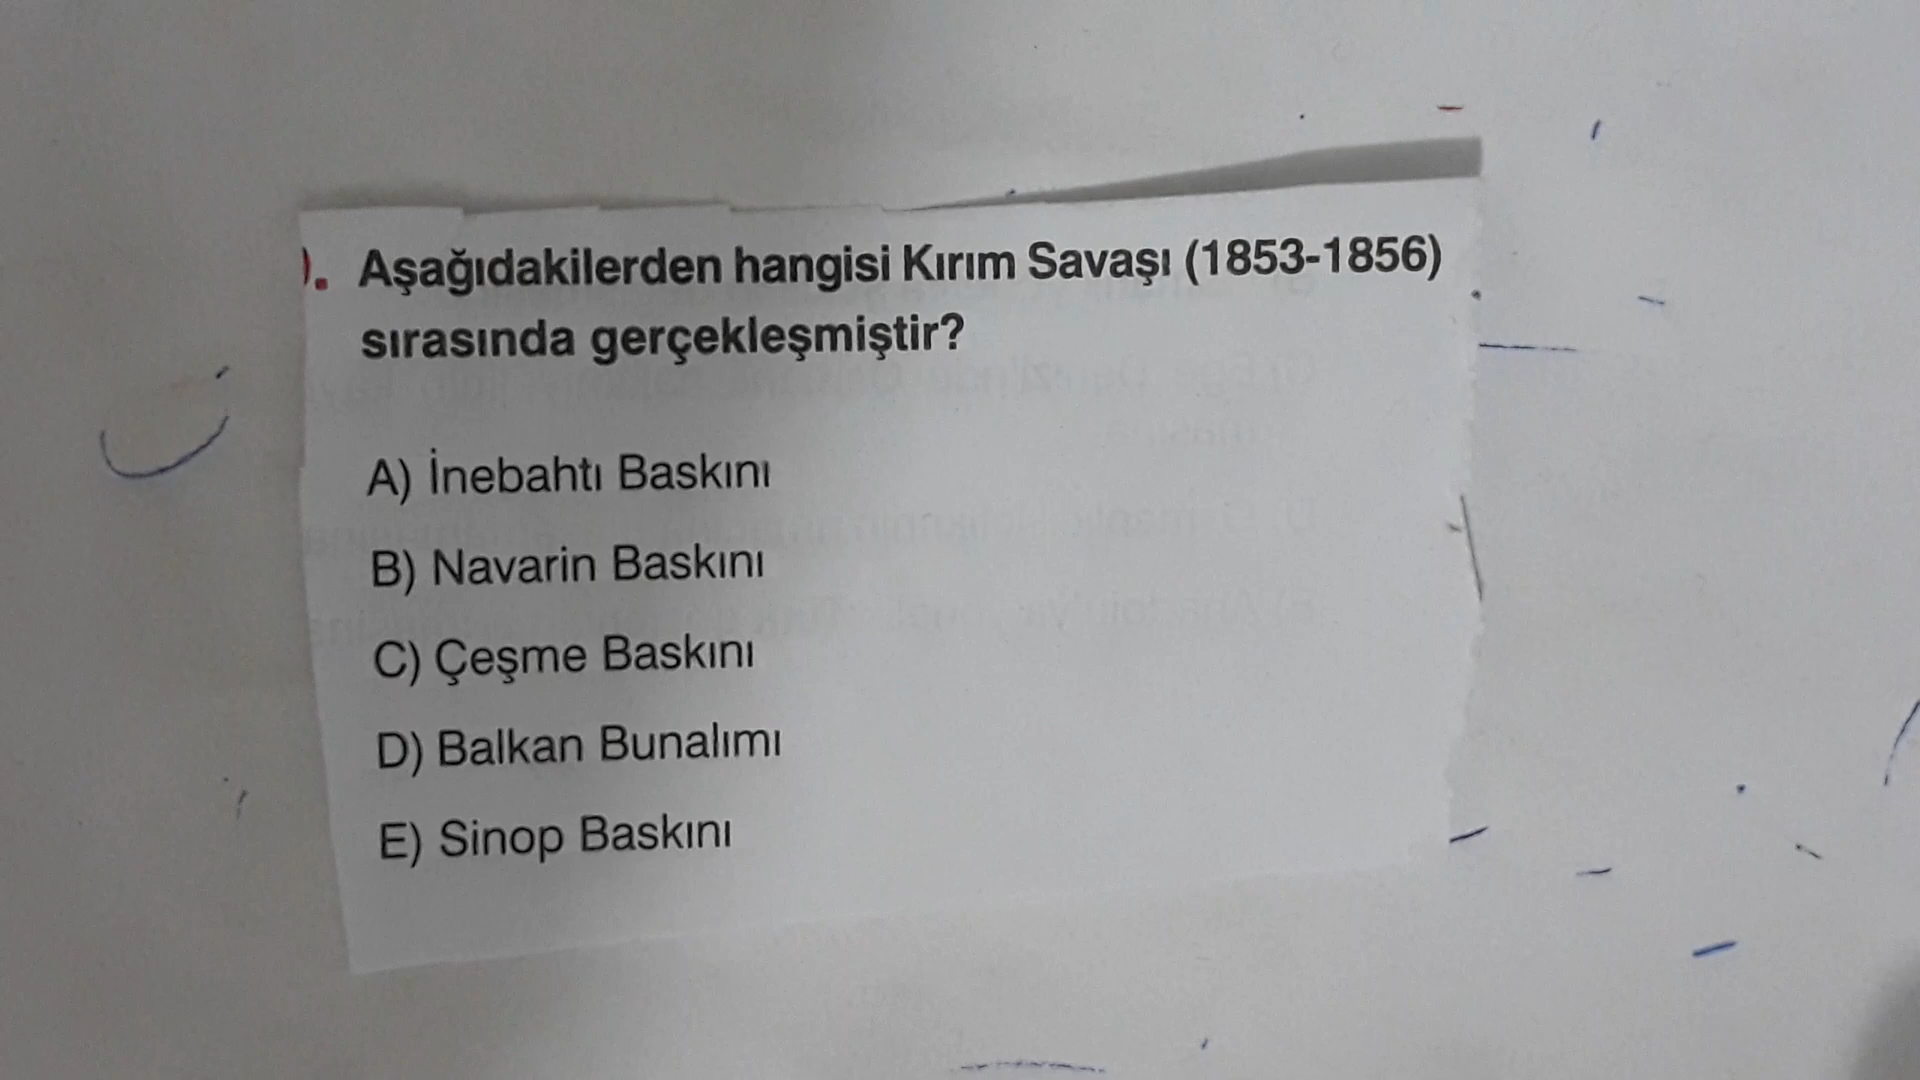 . Aşağıdakilerden hangisi Kırım Savaşı (1853-1856)
sırasında gerçekleşmiştir?
A) İnebahtı Baskını
B) Navarin Baskını
C) Çeşme Baskını
D) Balkan Bunalımı
E) Sinop Baskını